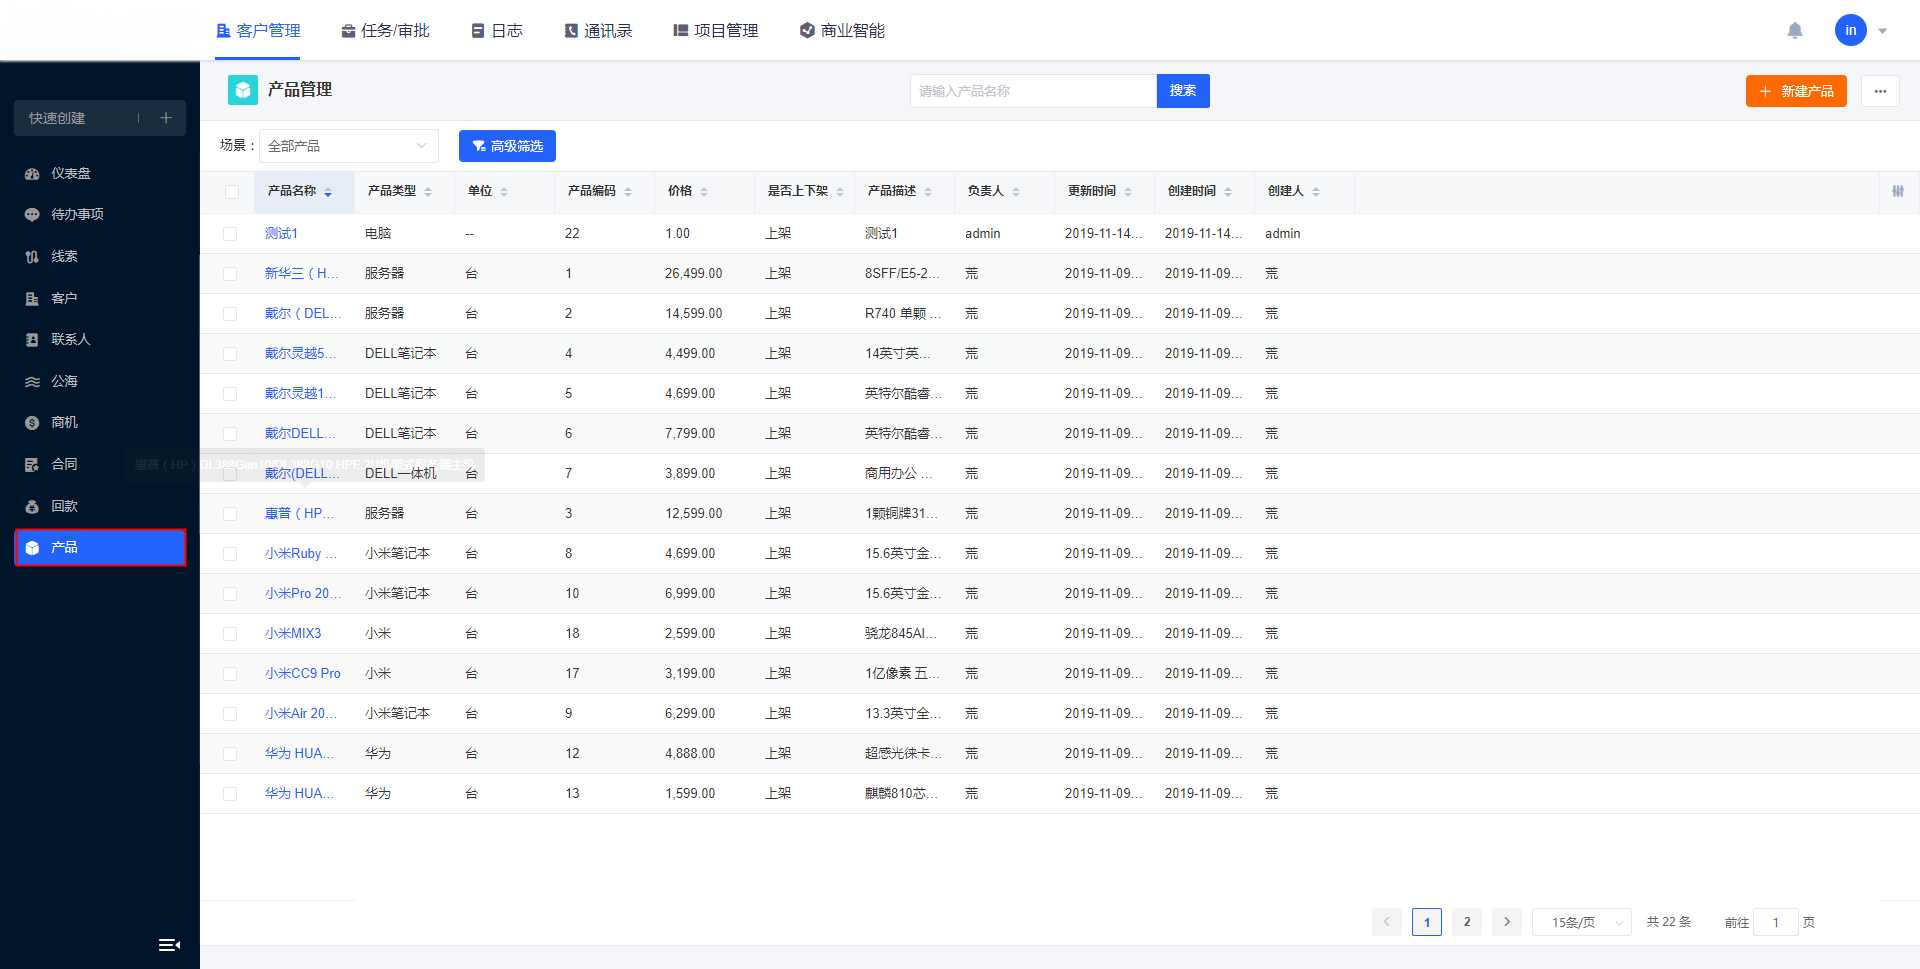 客户管理 任务/审批 日志 通讯录 项目管理 商业智能 in
产品管理 请输入产品名称 搜索 + 新建产品 ...
快速创建 | +
仪表盘
待办事项
线索
客户
联系人
公海
商机
合同
回款
产品
场景： 全部产品 高级筛选
产品名称 产品类型 单位 产品编码 价格 是否上下架 产品描述 负责人 更新时间 创建时间 创建人
测试1 电脑 -- 22 1.00 上架 测试1 admin 2019-11-14... 2019-11-14... admin
新华三（H... 服务器 台 1 26,499.00 上架 8SFF/E5-2... 荒 2019-11-09... 2019-11-09... 荒
戴尔（DEL... 服务器 台 2 14,599.00 上架 R740 单颗 ... 荒 2019-11-09... 2019-11-09... 荒
戴尔灵越5... DELL笔记本 台 4 4,499.00 上架 14英寸英... 荒 2019-11-09... 2019-11-09... 荒
戴尔灵越1... DELL笔记本 台 5 4,699.00 上架 英特尔酷睿... 荒 2019-11-09... 2019-11-09... 荒
戴尔DELL... DELL笔记本 台 6 7,799.00 上架 英特尔酷睿... 荒 2019-11-09... 2019-11-09... 荒
惠普（HP）DL388Gen10/DL388G10 HPE 2U机架式服务器主机
戴尔(DELL... DELL一体机 台 7 3,899.00 上架 商用办公 ... 荒 2019-11-09... 2019-11-09... 荒
惠普（HP... 服务器 台 3 12,599.00 上架 1颗铜牌31... 荒 2019-11-09... 2019-11-09... 荒
小米Ruby ... 小米笔记本 台 8 4,699.00 上架 15.6英寸金... 荒 2019-11-09... 2019-11-09... 荒
小米Pro 20... 小米笔记本 台 10 6,999.00 上架 15.6英寸金... 荒 2019-11-09... 2019-11-09... 荒
小米MIX3 小米 台 18 2,599.00 上架 骁龙845AI... 荒 2019-11-09... 2019-11-09... 荒
小米CC9 Pro 小米 台 17 3,199.00 上架 1亿像素 五... 荒 2019-11-09... 2019-11-09... 荒
小米Air 20... 小米笔记本 台 9 6,299.00 上架 13.3英寸全... 荒 2019-11-09... 2019-11-09... 荒
华为 HUA... 华为 台 12 4,888.00 上架 超感光徕卡... 荒 2019-11-09... 2019-11-09... 荒
华为 HUA... 华为 台 13 1,599.00 上架 麒麟810芯... 荒 2019-11-09... 2019-11-09... 荒
< 1 2 > 15条/页 共 22 条 前往 1 页